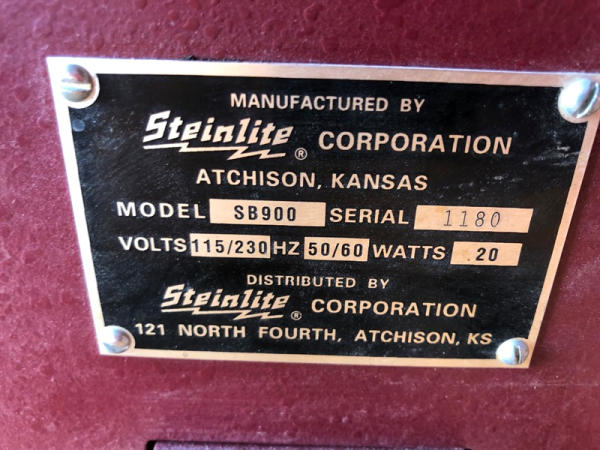 MANUFACTURED BY
Steinlite® CORPORATION
ATCHISON, KANSAS
MODEL SB900 SERIAL 1180
VOLTS 115/230 HZ 50/60 WATTS 20
DISTRIBUTED BY
Steinlite® CORPORATION
121 NORTH FOURTH, ATCHISON, KS